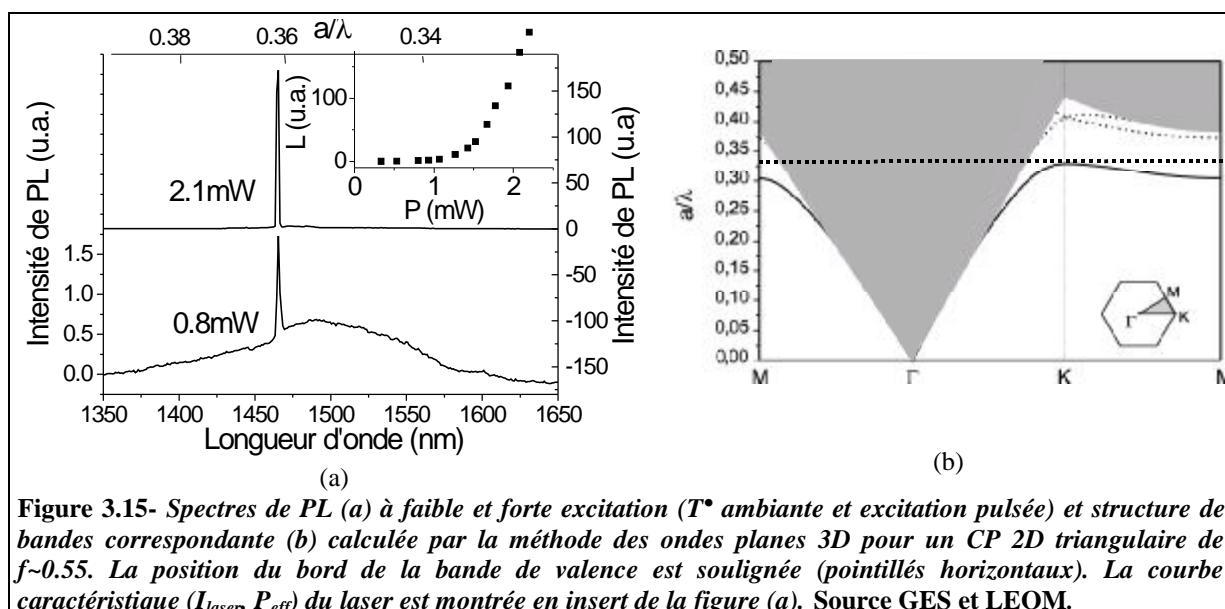 0.38 0.36 a/λ 0.34
Intensité de PL (u.a.)
2.1mW
L (u.a.)
100
0
0 1 2
P (mW)
150
100
50
0
-50
-100
-150
Intensité de PL (u.a)
1.5
1.0
0.5
0.0
0.8mW
1350 1400 1450 1500 1550 1600 1650
Longueur d'onde (nm)
(a)
a/λ
0,50
0,45
0,40
0,35
0,30
0,25
0,20
0,15
0,10
0,05
0,00
M Γ K M
Γ M K
(b)
Figure 3.15- Spectres de PL (a) à faible et forte excitation (T• ambiante et excitation pulsée) et structure de
bandes correspondante (b) calculée par la méthode des ondes planes 3D pour un CP 2D triangulaire de
f~0.55. La position du bord de la bande de valence est soulignée (pointillés horizontaux). La courbe
caractéristique (Ilaser, Peff) du laser est montrée en insert de la figure (a). Source GES et LEOM.